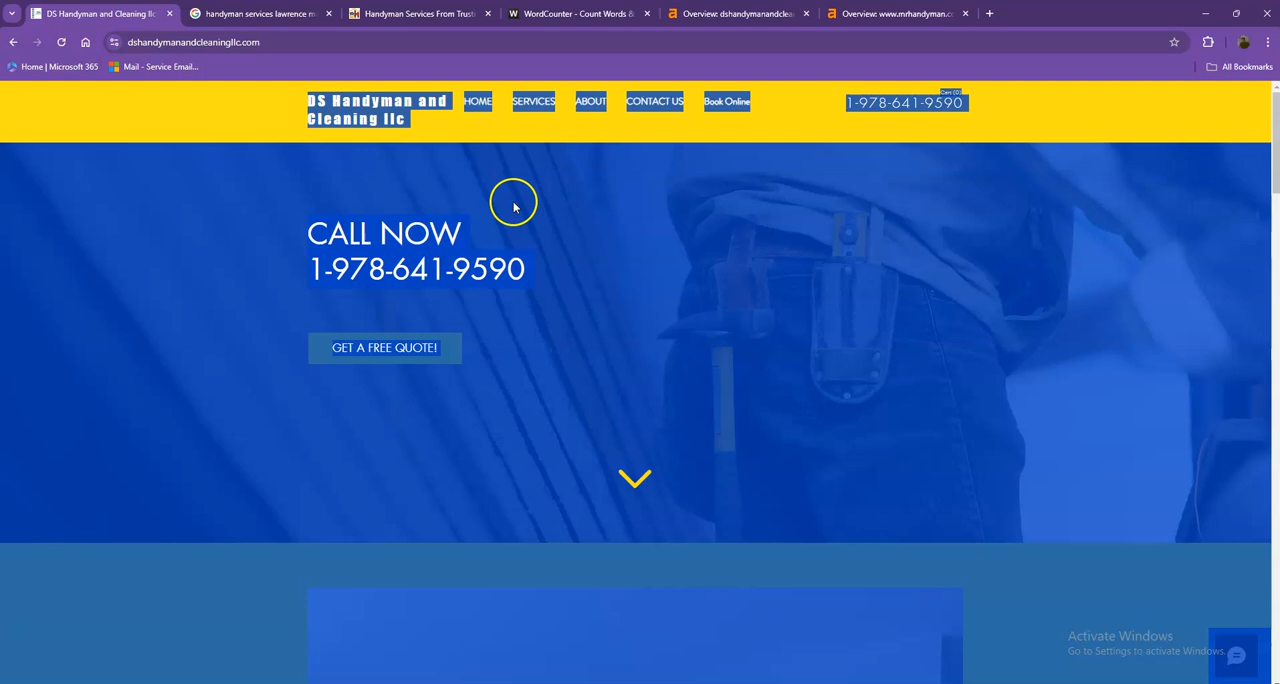 DS Handyman and Cleaning llc
handyman services lawrence m
Handyman Services From Trust
WordCounter - Count Words &
Overview: dshandymanandclea
Overview: www.mrhandyman.c
dshandymanandcleaningllc.com
Home | Microsoft 365
Mail - Service Email...
All Bookmarks
DS Handyman and
Cleaning llc
HOME
SERVICES
ABOUT
CONTACT US
Book Online
Cart (0)
1-978-641-9590
CALL NOW
1-978-641-9590
GET A FREE QUOTE!
Activate Windows
Go to Settings to activate Windows.